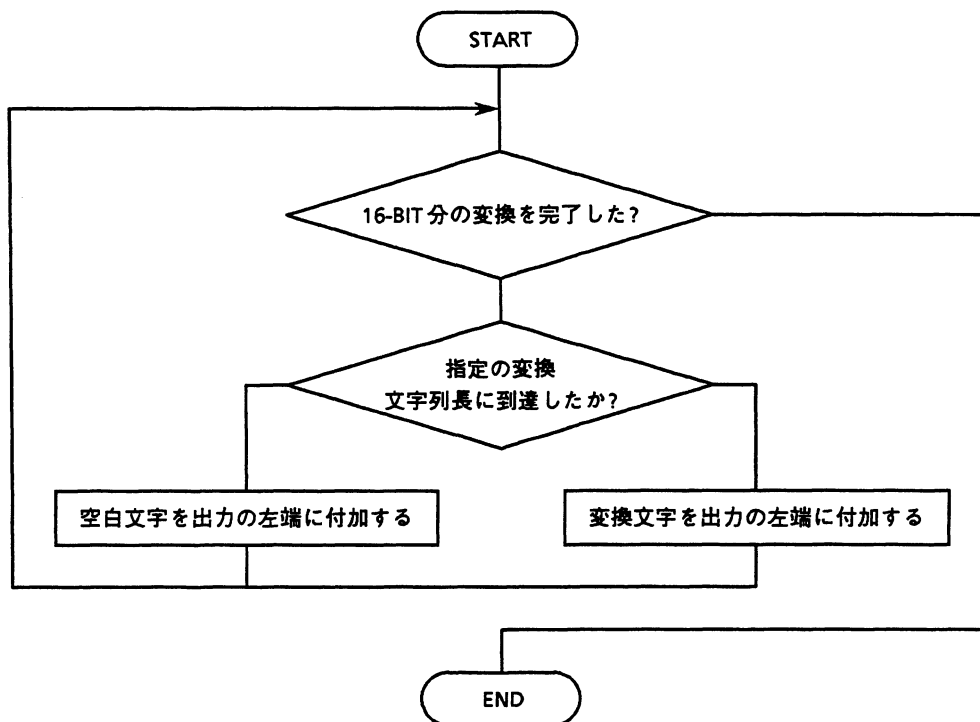 START
16-BIT 分の変換を完了した?
指定の変換
文字列長に到達したか?
空白文字を出力の左端に付加する
変換文字を出力の左端に付加する
END